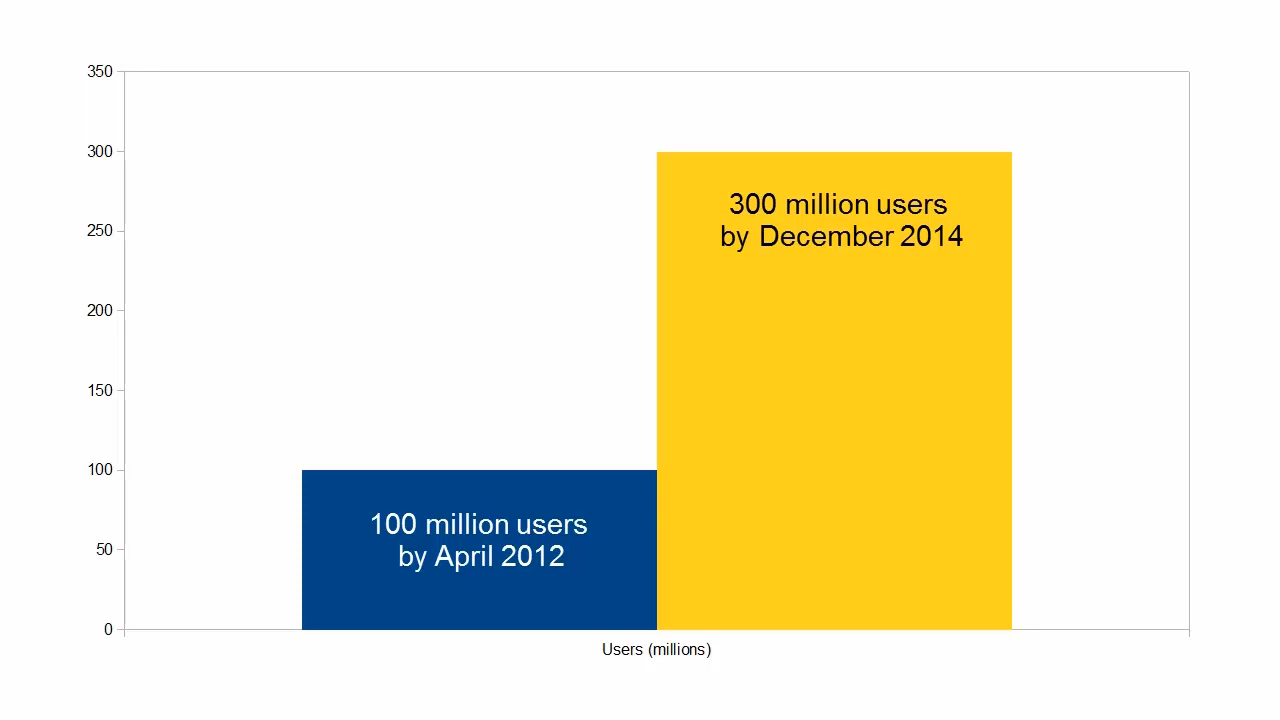 350
300
250
200
150
100
50
0
300 million users
by December 2014
100 million users
by April 2012
Users (millions)